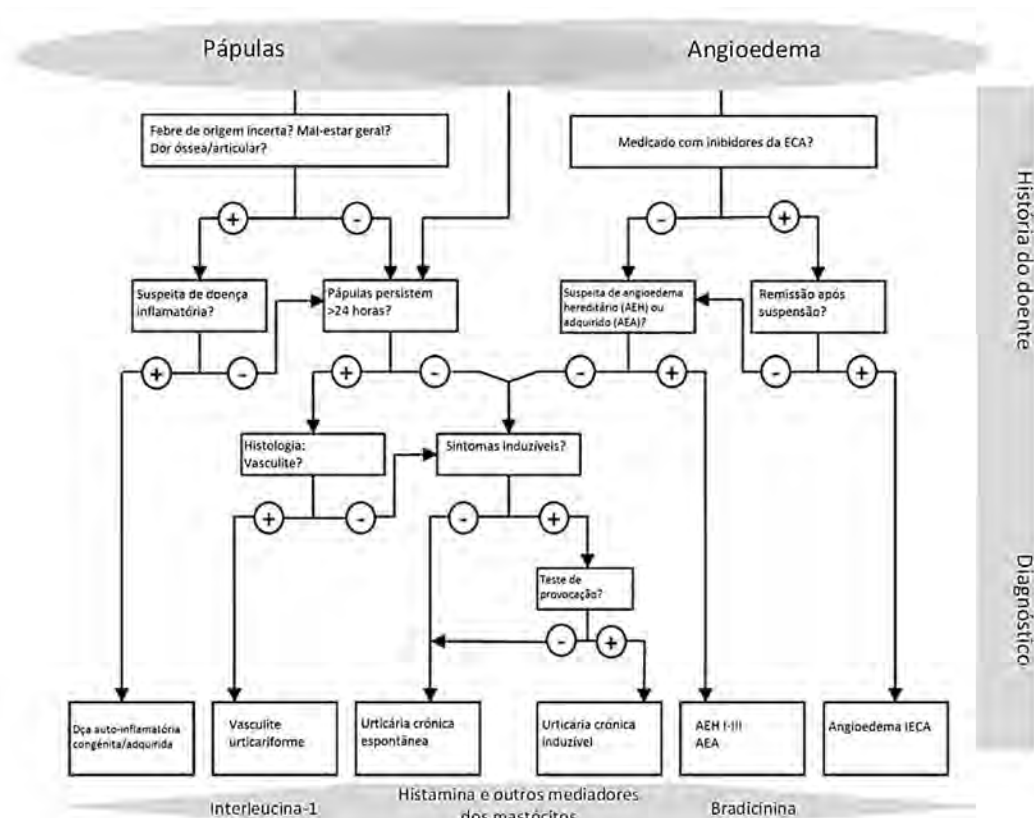 Pápulas
Angioedema
Febre de origem incerta? Mal-estar geral?
Dor óssea/articular?
Medicado com inibidores da ECA?
+
-
-
+
Suspeita de doença
inflamatória?
Pápulas persistem
>24 horas?
Suspeita de angioedema
hereditário (AEH) ou
adquirido (AEA)?
Remissão após
suspensão?
+
-
+
-
-
+
-
+
Histologia:
Vasculite?
Sintomas induzíveis?
+
-
-
+
Teste de
provocação?
-
+
Dça auto-inflamatória
congénita/adquirida
Vasculite
urticariforme
Urticária crónica
espontânea
Urticária crónica
induzível
AEH I-III
AEA
Angioedema IECA
Interleucina-1
Histamina e outros mediadores
dos mastócitos
Bradicinina
Historia do doente
Diagnóstico